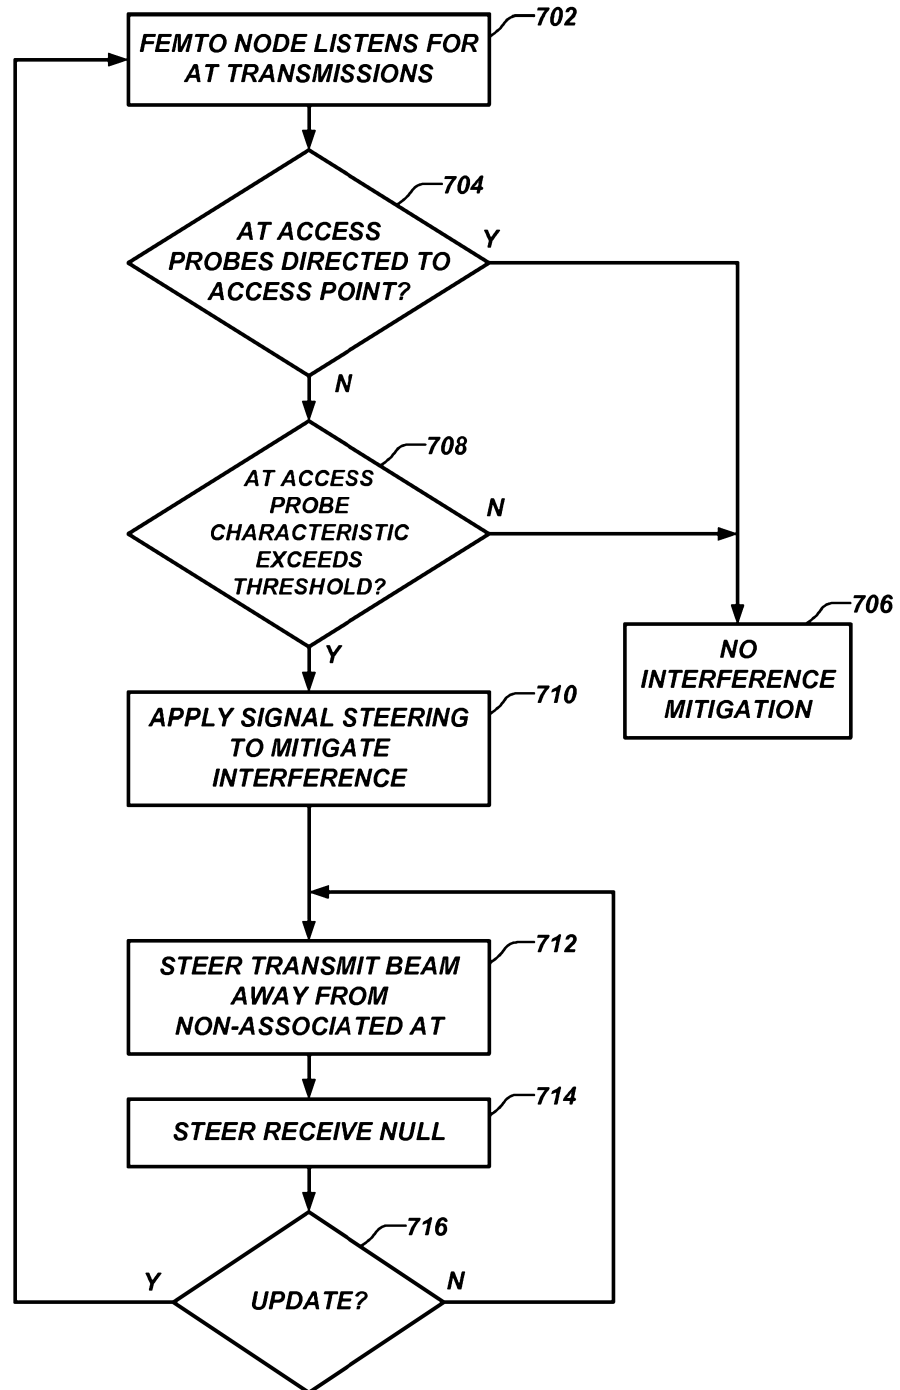 702
FEMTO NODE LISTENS FOR
AT TRANSMISSIONS
704
AT ACCESS
PROBES DIRECTED TO
ACCESS POINT?
Y
N
708
AT ACCESS
PROBE
CHARACTERISTIC
EXCEEDS
THRESHOLD?
N
Y
706
NO
INTERFERENCE
MITIGATION
710
APPLY SIGNAL STEERING
TO MITIGATE
INTERFERENCE
712
STEER TRANSMIT BEAM
AWAY FROM
NON-ASSOCIATED AT
714
STEER RECEIVE NULL
716
Y
UPDATE?
N